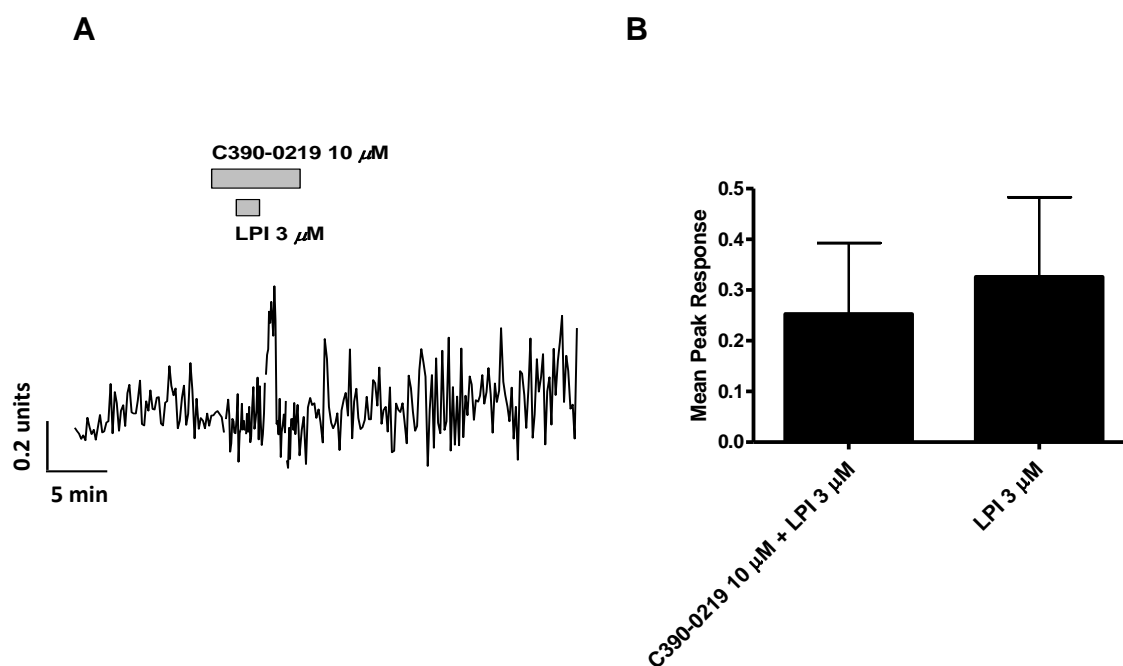 A
B
C390-0219 10 μM
LPI 3 μM
0.2 units
5 min
Mean Peak Response
0.5
0.4
0.3
0.2
0.1
0.0
C390-0219 10 μM + LPI 3 μM
LPI 3 μM